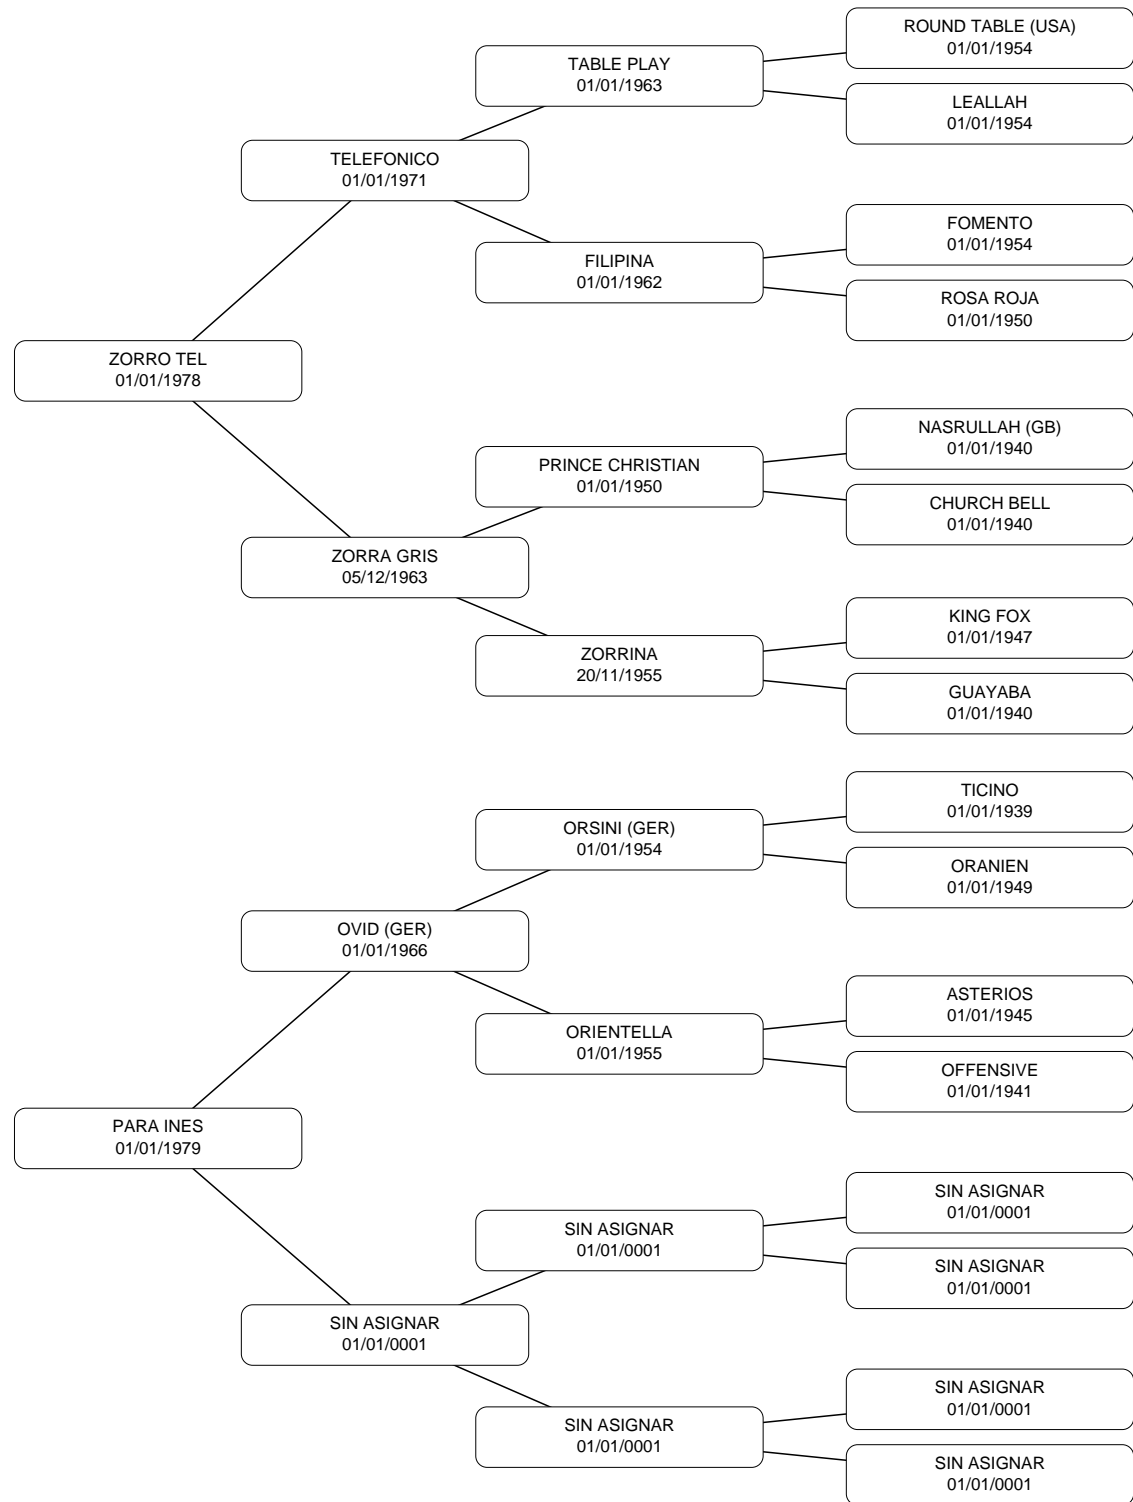 ROUND TABLE (USA)
01/01/1954
TABLE PLAY
01/01/1963
LEALLAH
01/01/1954
TELEFONICO
01/01/1971
FOMENTO
01/01/1954
FILIPINA
01/01/1962
ROSA ROJA
01/01/1950
ZORRO TEL
01/01/1978
NASRULLAH (GB)
01/01/1940
PRINCE CHRISTIAN
01/01/1950
CHURCH BELL
01/01/1940
ZORRA GRIS
05/12/1963
KING FOX
01/01/1947
ZORRINA
20/11/1955
GUAYABA
01/01/1940
TICINO
01/01/1939
ORSINI (GER)
01/01/1954
ORANIEN
01/01/1949
OVID (GER)
01/01/1966
ASTERIOS
01/01/1945
ORIENTELLA
01/01/1955
OFFENSIVE
01/01/1941
PARA INES
01/01/1979
SIN ASIGNAR
01/01/0001
SIN ASIGNAR
01/01/0001
SIN ASIGNAR
01/01/0001
SIN ASIGNAR
01/01/0001
SIN ASIGNAR
01/01/0001
SIN ASIGNAR
01/01/0001
SIN ASIGNAR
01/01/0001